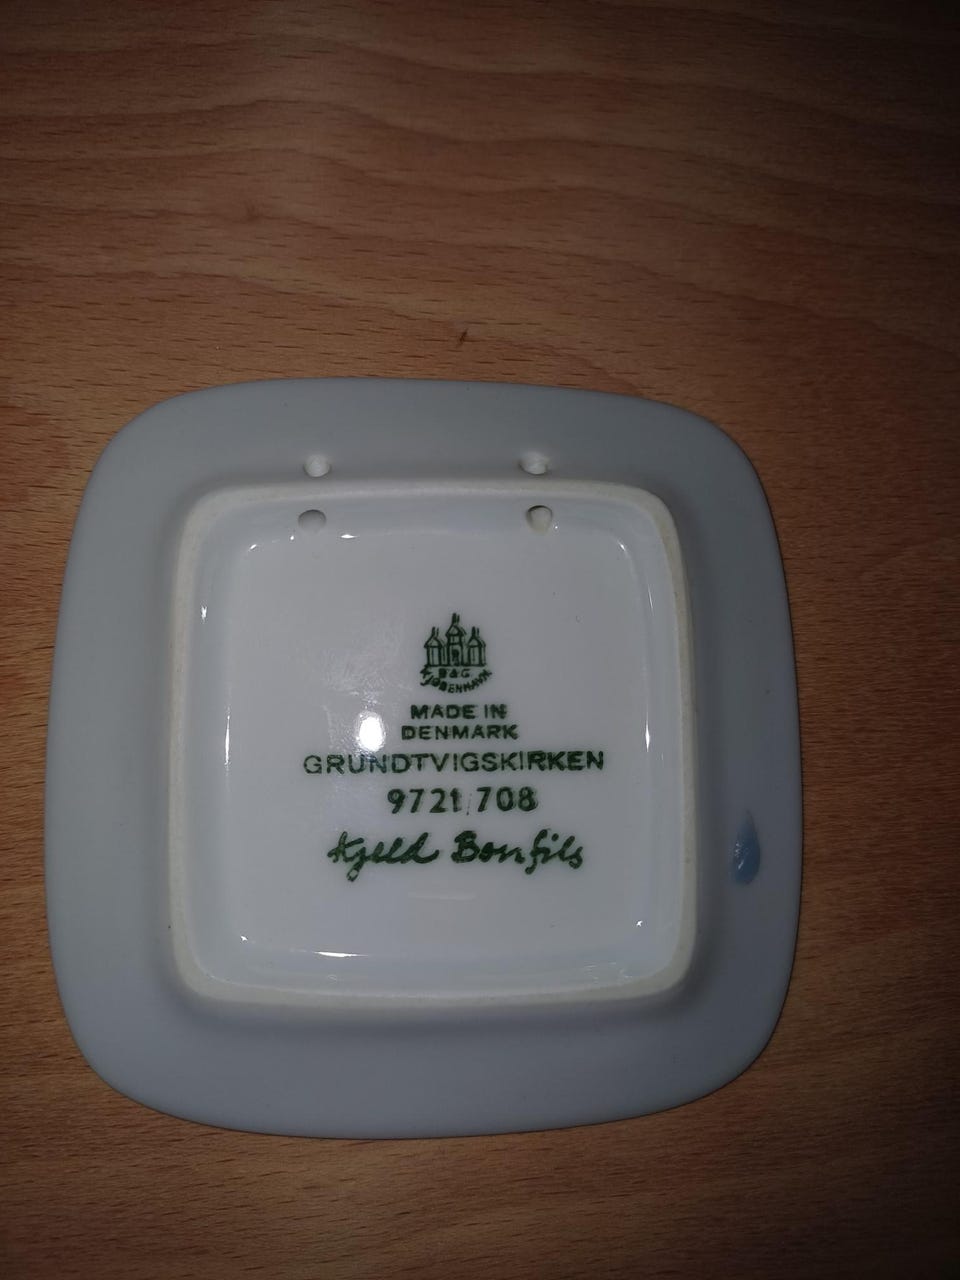 B&G
KJØBENHAVN
MADE IN
DENMARK
GRUNDTVIGSKIRKEN
9721/708
Kjeld Bonfils